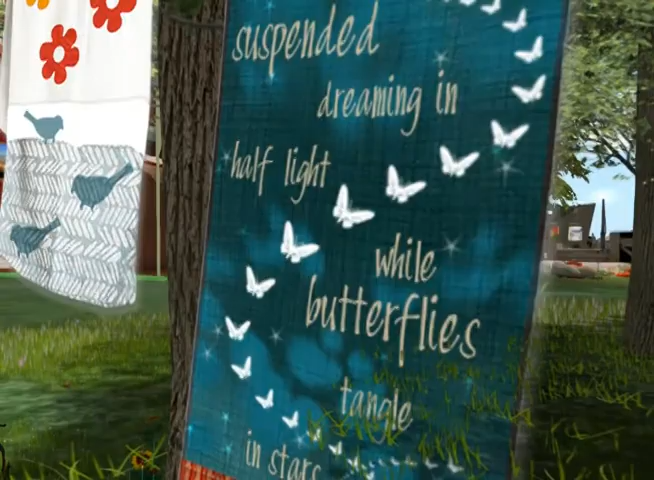 suspended
dreaming in
half light
while
butterflies
tangle
in stars